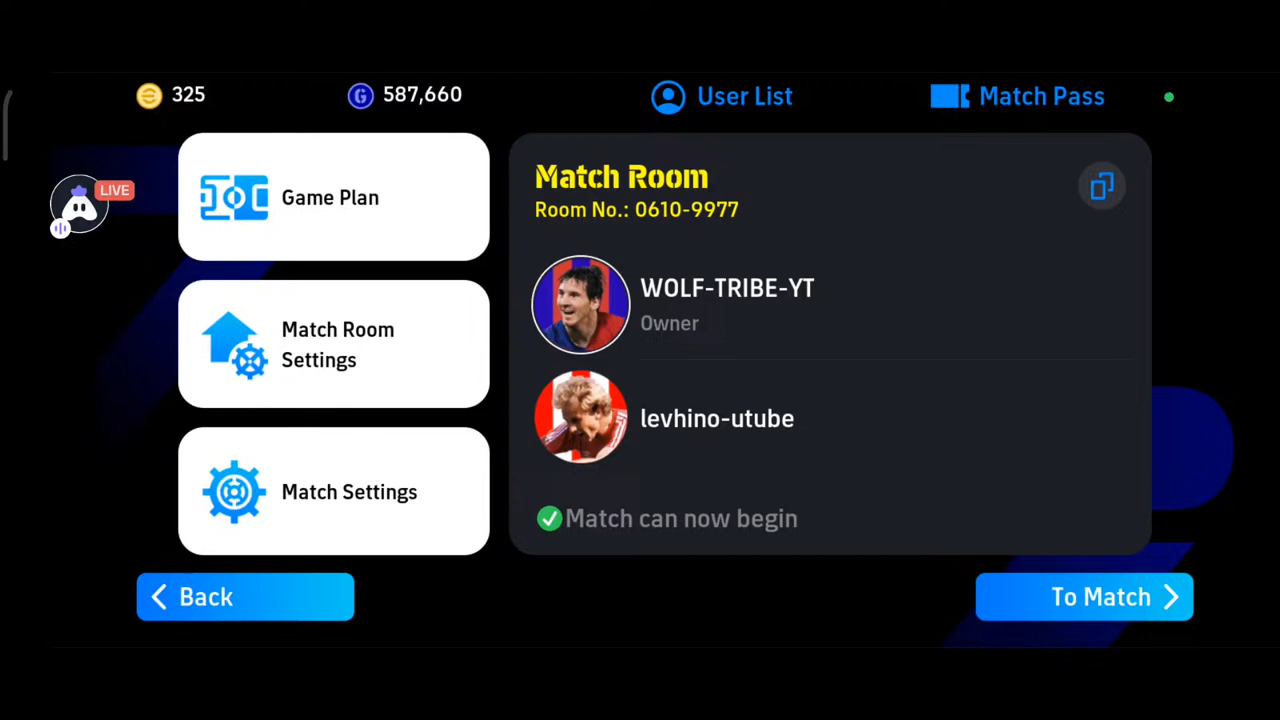 325
587,660
User List
Match Pass
LIVE
Game Plan
Match Room
Settings
Match Settings
Match Room
Room No.: 0610-9977
WOLF-TRIBE-YT
Owner
levhino-utube
Match can now begin
Back
To Match